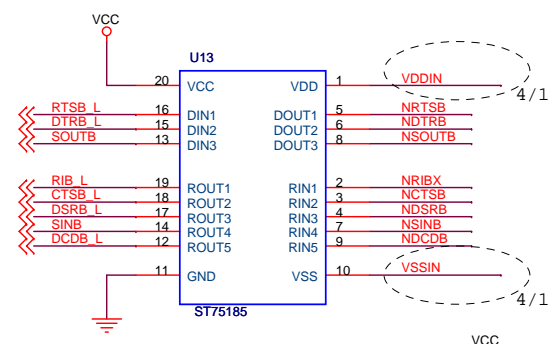 VCC
U13
20 VCC VDD 1 VDDIN
4/1
RTSB_L 16 DIN1 DOUT1 5 NRTSB
DTRB_L 15 DIN2 DOUT2 6 NDTRB
SOUTB 13 DIN3 DOUT3 8 NSOUTB
RIB_L 19 ROUT1 RIN1 2 NRIBX
CTSB_L 18 ROUT2 RIN2 3 NCTSB
DSRB_L 17 ROUT3 RIN3 4 NDSRB
SINB 14 ROUT4 RIN4 7 NSINB
DCDB_L 12 ROUT5 RIN5 9 NDCDB
11 GND VSS 10 VSSIN
4/1
ST75185
VCC